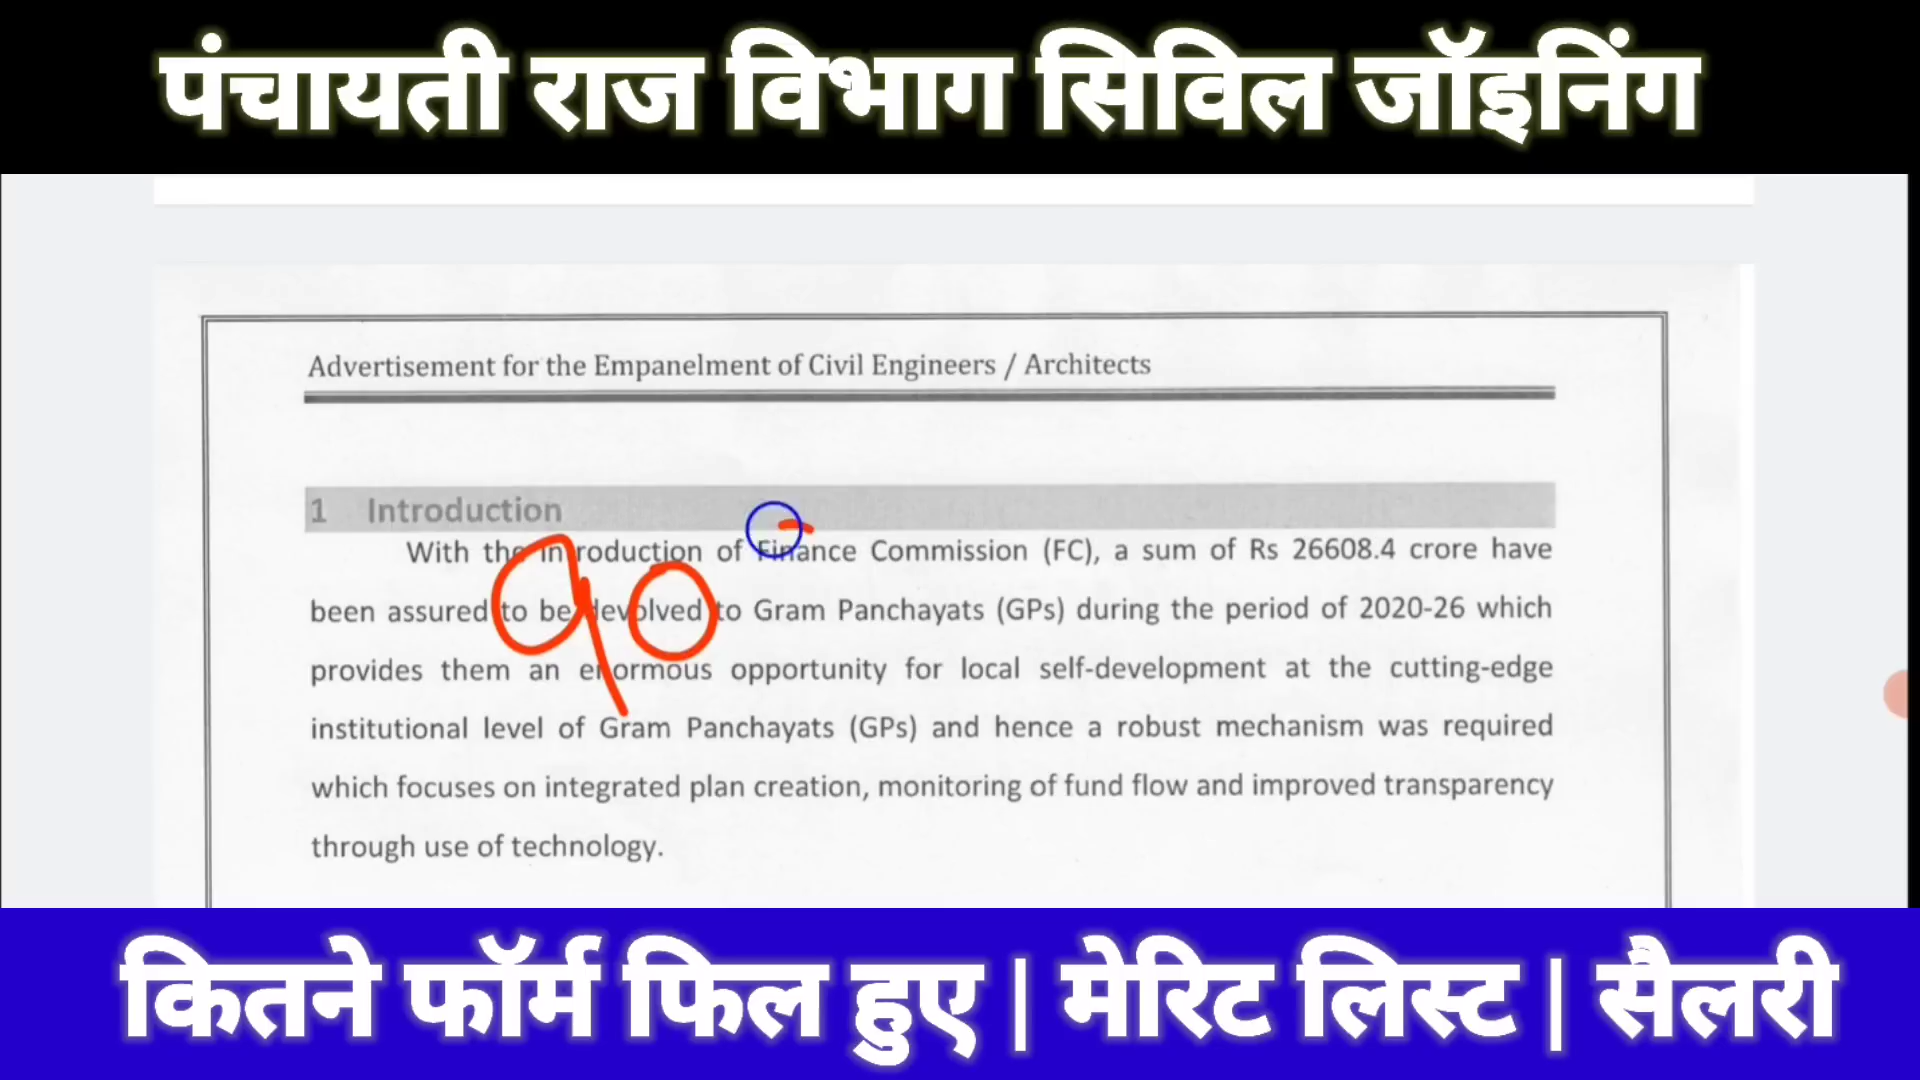 पंचायती राज विभाग सिविल जॉइनिंग
Advertisement for the Empanelment of Civil Engineers / Architects
1 Introduction
With the introduction of Finance Commission (FC), a sum of Rs 26608.4 crore have
been assured to be devolved to Gram Panchayats (GPs) during the period of 2020-26 which
provides them an enormous opportunity for local self-development at the cutting-edge
institutional level of Gram Panchayats (GPs) and hence a robust mechanism was required
which focuses on integrated plan creation, monitoring of fund flow and improved transparency
through use of technology.
90
कितने फॉर्म फिल हुए | मेरिट लिस्ट | सैलरी